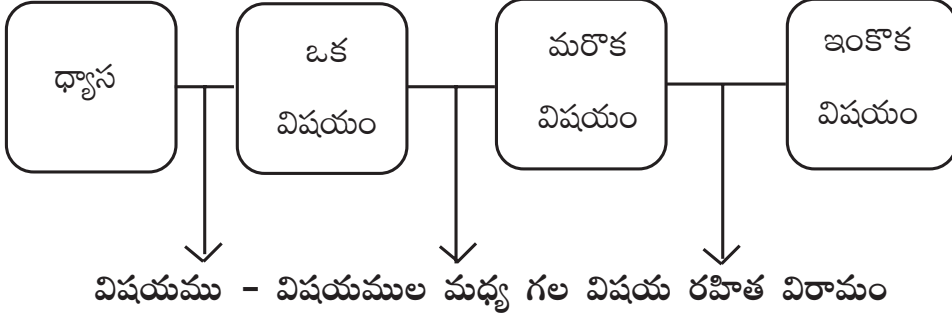 ధ్యాస
ఒక
విషయం
మరొక
విషయం
ఇంకొక
విషయం
విషయము - విషయముల మధ్య గల విషయ రహిత విరామం